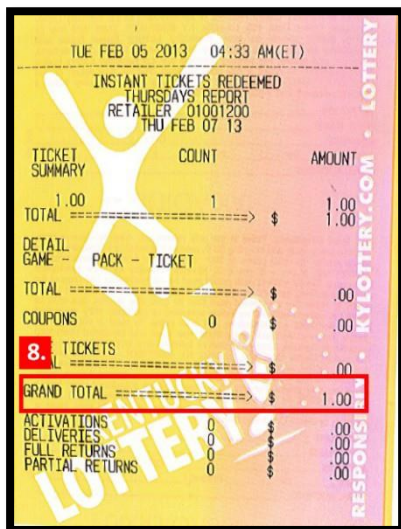 TUE FEB 05 2013 04:33 AM(ET)
INSTANT TICKETS REDEEMED
THURSDAYS REPORT
RETAILER 01001200
THU FEB 07 13
TICKET SUMMARY COUNT AMOUNT
1.00 1 1.00
TOTAL =====================> $ 1.00
DETAIL
GAME - PACK - TICKET
TOTAL =====================> $ .00
COUPONS 0 $ .00
8. TICKETS
$ .00
GRAND TOTAL ================> $ 1.00
ACTIVATIONS 0 $ .00
DELIVERIES 0 $ .00
FULL RETURNS 0 $ .00
PARTIAL RETURNS 0 $ .00
KENTUCKY
LOTTERY
RESPONSIBLY • KYLOTTERY.COM • LOTTERY